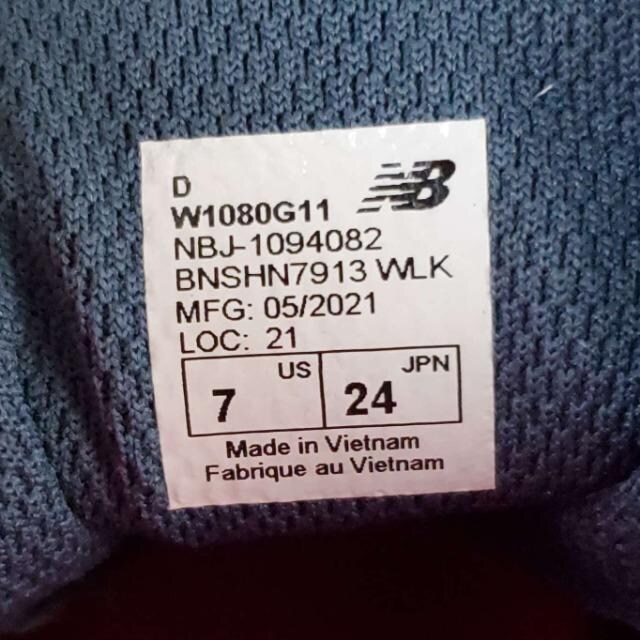 D
NB
W1080G11
NBJ-1094082
BNSHN7913 WLK
MFG: 05/2021
LOC: 21
US JPN
7 24
Made in Vietnam
Fabrique au Vietnam